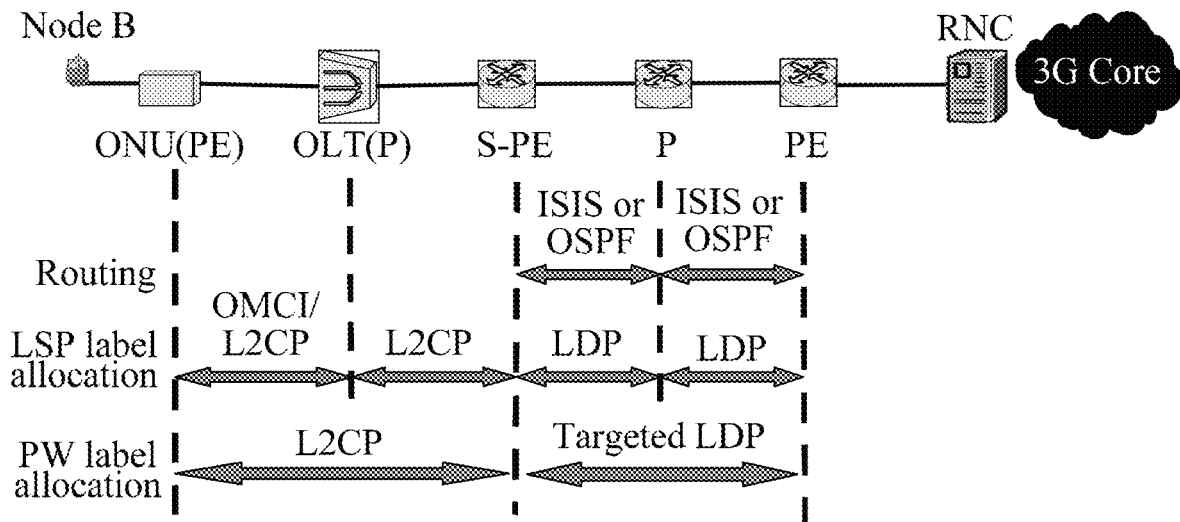 Node B
RNC
3G Core
ONU(PE)
OLT(P)
S-PE
P
PE
ISIS or
OSPF
ISIS or
OSPF
Routing
OMCI/
L2CP
L2CP
LDP
LDP
LSP label
allocation
L2CP
Targeted LDP
PW label
allocation